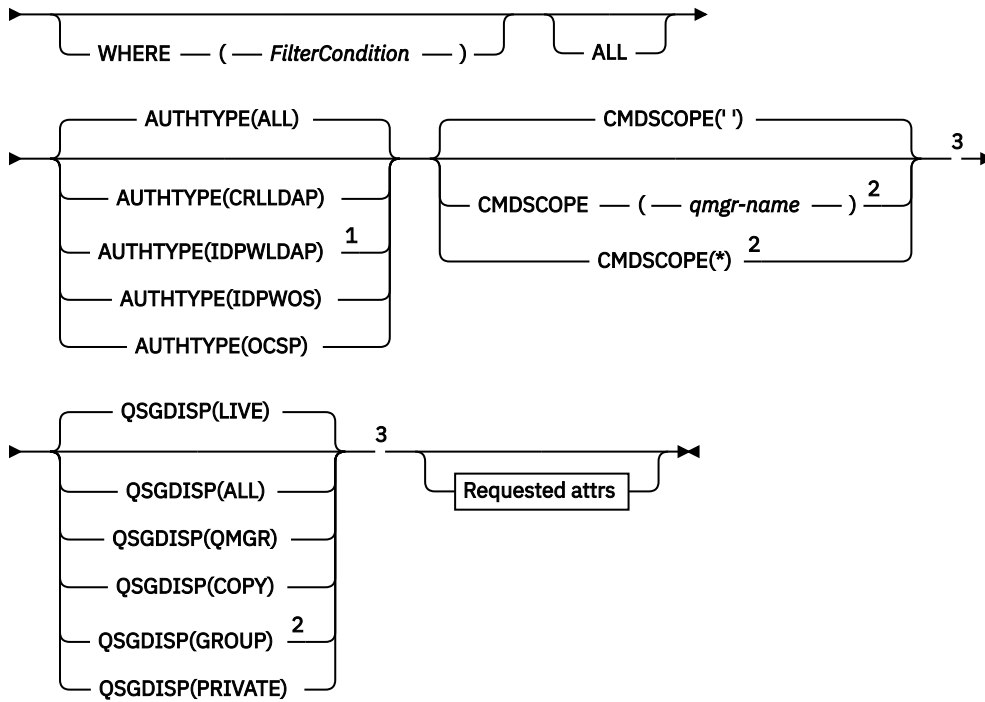 WHERE ( FilterCondition ) ALL
AUTHTYPE(ALL) CMDSCOPE(' ')
3
AUTHTYPE(CRLLDAP) CMDSCOPE ( qmgr-name ) 2
AUTHTYPE(IDPWLDAP) 1 CMDSCOPE(*) 2
AUTHTYPE(IDPWOS)
AUTHTYPE(OCSP)
QSGDISP(LIVE)
3
QSGDISP(ALL) Requested attrs
QSGDISP(QMGR)
QSGDISP(COPY)
QSGDISP(GROUP) 2
QSGDISP(PRIVATE)